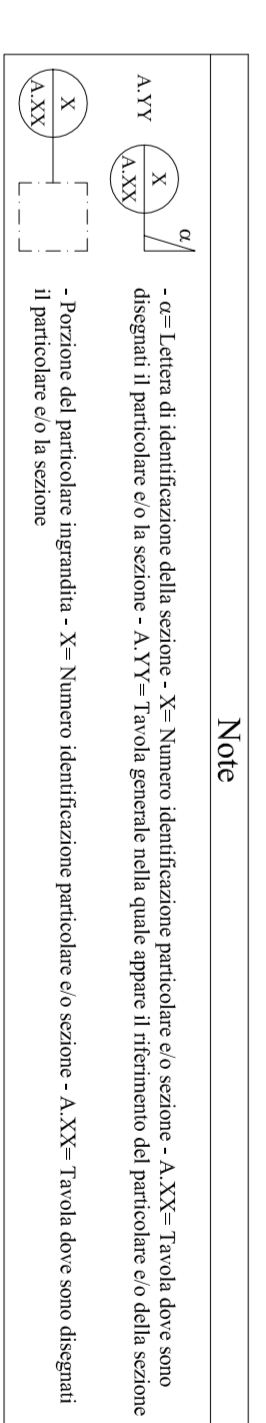 Note
α
X
A.YY
A.XX
- α= Lettera di identificazione della sezione - X= Numero identificazione particolare e/o sezione - A.XX= Tavola dove sono
disegnati il particolare e/o la sezione - A.YY= Tavola generale nella quale appare il riferimento del particolare e/o della sezione
X
A.XX
- Porzione del particolare ingrandita - X= Numero identificazione particolare e/o sezione - A.XX= Tavola dove sono disegnati
il particolare e/o la sezione